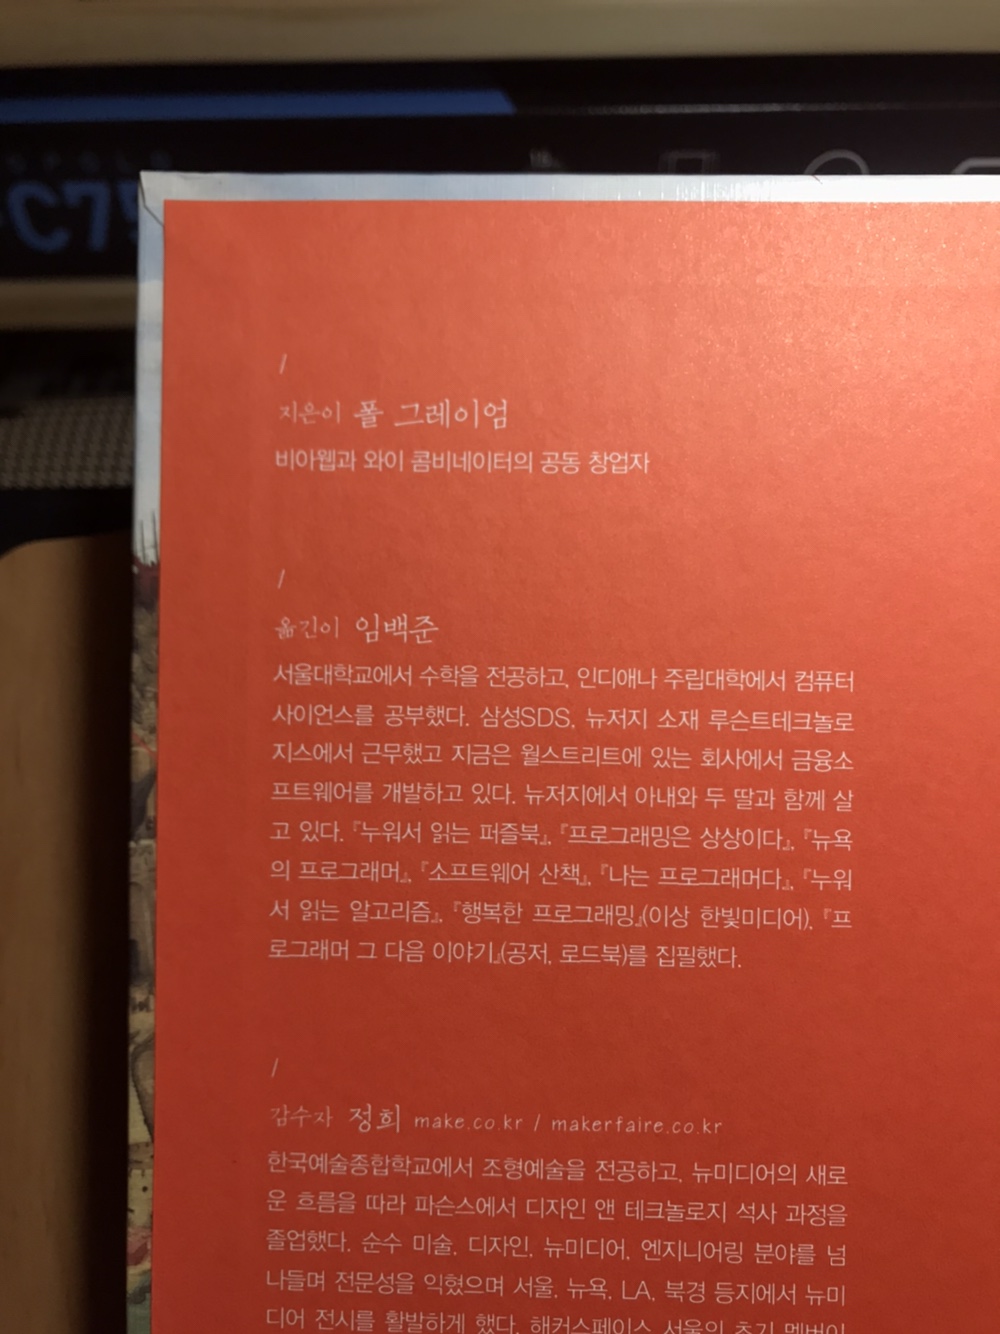 C7
/
지은이 폴 그레이엄
비아웹과 와이 콤비네이터의 공동 창업자
/
옮긴이 임백준
서울대학교에서 수학을 전공하고, 인디애나 주립대학에서 컴퓨터
사이언스를 공부했다. 삼성SDS, 뉴저지 소재 루슨트테크놀로
지스에서 근무했고 지금은 월스트리트에 있는 회사에서 금융소
프트웨어를 개발하고 있다. 뉴저지에서 아내와 두 딸과 함께 살
고 있다. 『누워서 읽는 퍼즐북』, 『프로그래밍은 상상이다』, 『뉴욕
의 프로그래머』, 『소프트웨어 산책』, 『나는 프로그래머다』, 『누워
서 읽는 알고리즘』, 『행복한 프로그래밍』(이상 한빛미디어), 『프
로그래머 그 다음 이야기』(공저, 로드북)를 집필했다.
/
감수자 정희 make.co.kr / makerfaire.co.kr
한국예술종합학교에서 조형예술을 전공하고, 뉴미디어의 새로
운 흐름을 따라 파슨스에서 디자인 앤 테크놀로지 석사 과정을
졸업했다. 순수 미술, 디자인, 뉴미디어, 엔지니어링 분야를 넘
나들며 전문성을 익혔으며 서울, 뉴욕, LA, 북경 등지에서 뉴미
디어 전시를 활발하게 했다. 해커스페이스 서울의 초기 멤버이